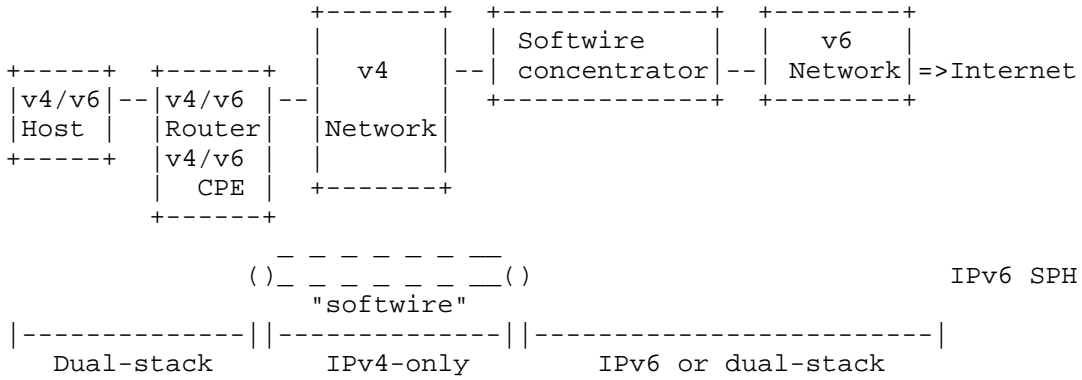 v4 Softwire v6
v4/v6 v4/v6 concentrator Network =>Internet
Host Router Network
v4/v6
CPE
IPv6 SPH
"softwire"
Dual-stack IPv4-only IPv6 or dual-stack